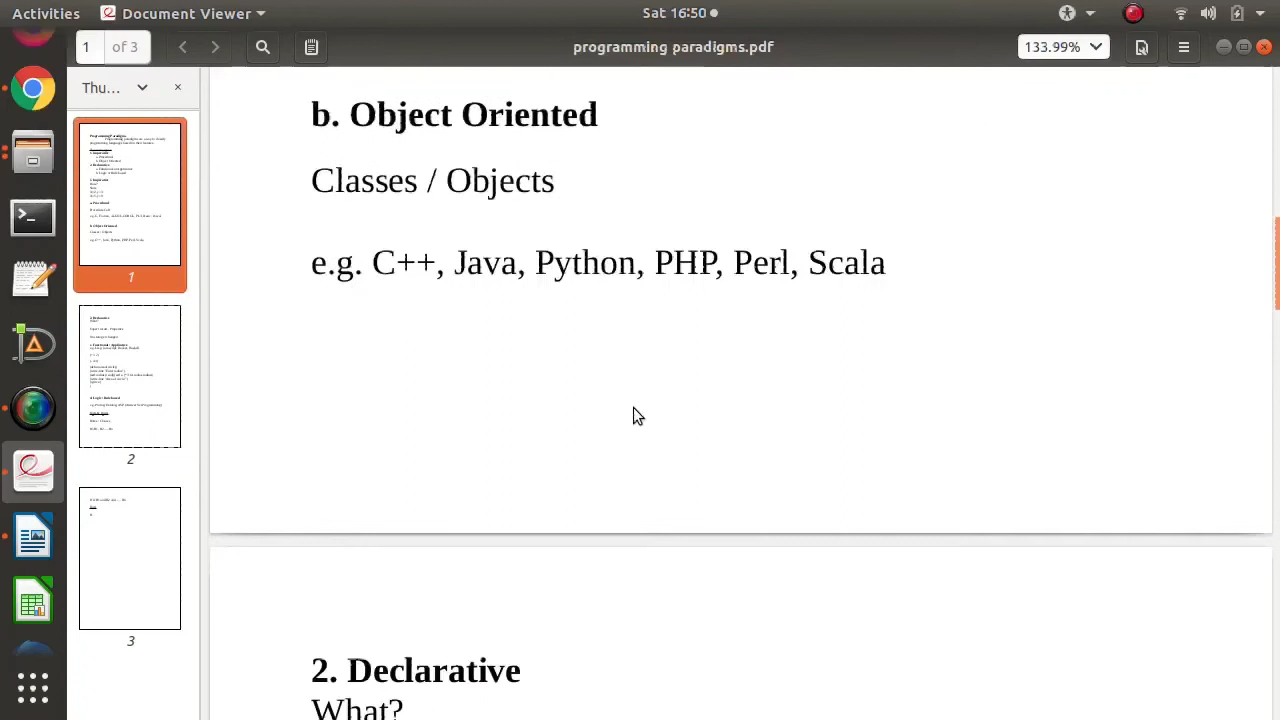 Activities
Document Viewer
Sat 16:50
1 of 3
programming paradigms.pdf
133.99%
Thu...
1
2
3
b. Object Oriented
Classes / Objects
e.g. C++, Java, Python, PHP, Perl, Scala
2. Declarative
What?